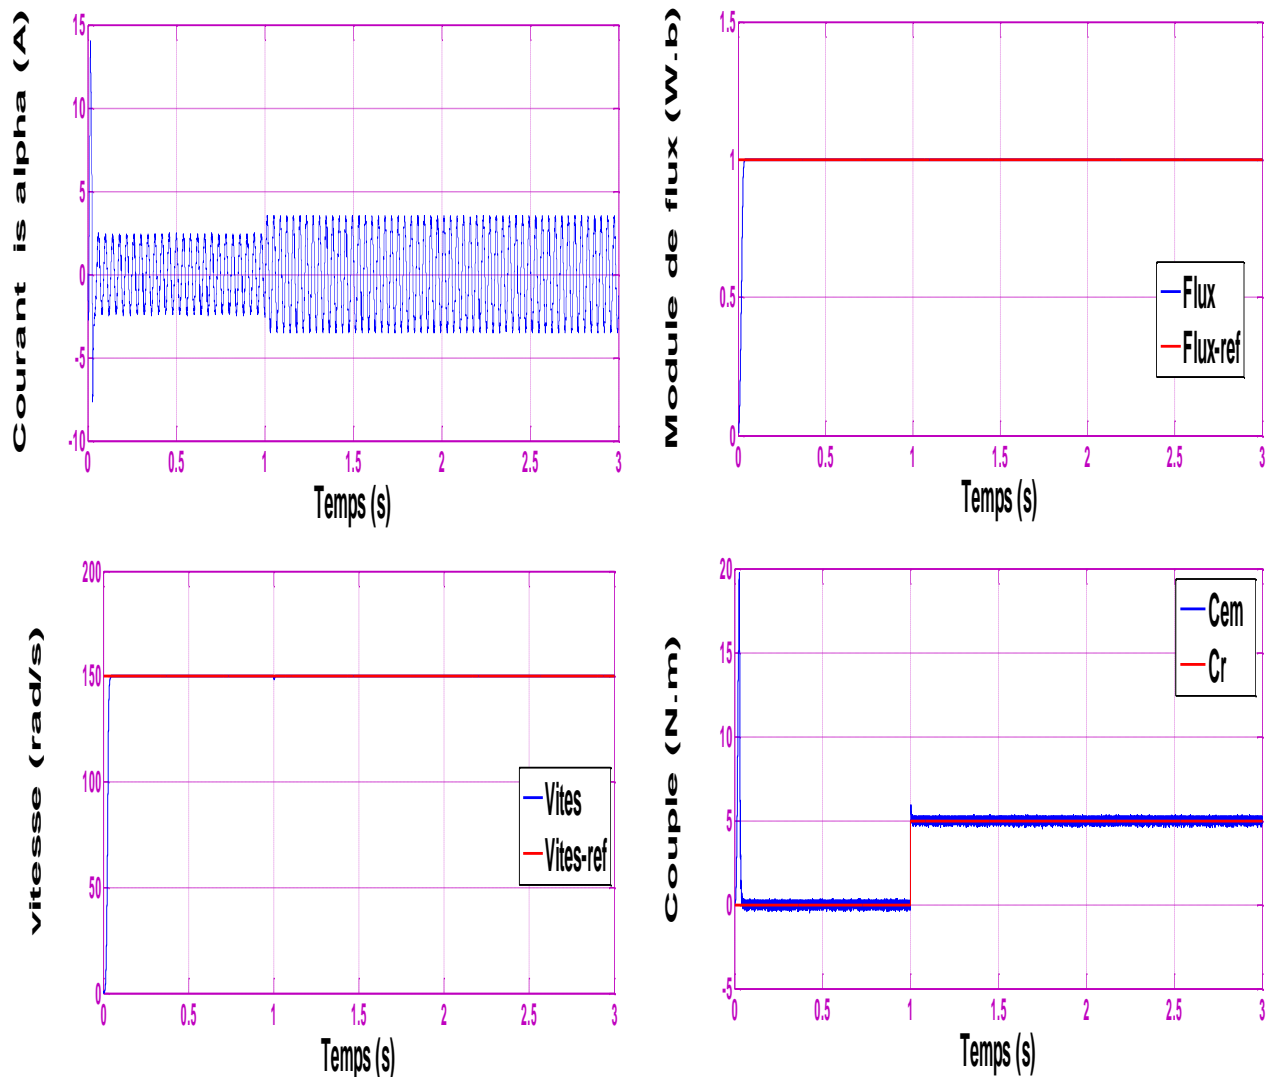 Courant is alpha (A)
15
10
5
0
-5
-10
0 0.5 1 1.5 2 2.5 3
Temps (s)
Module de flux (W.b)
1.5
1
0.5
0
Flux
Flux-ref
0 0.5 1 1.5 2 2.5 3
Temps (s)
vitesse (rad/s)
200
150
100
50
0
Vites
Vites-ref
0 0.5 1 1.5 2 2.5 3
Temps (s)
Couple (N.m)
20
15
10
5
0
-5
Cem
Cr
0 0.5 1 1.5 2 2.5 3
Temps (s)